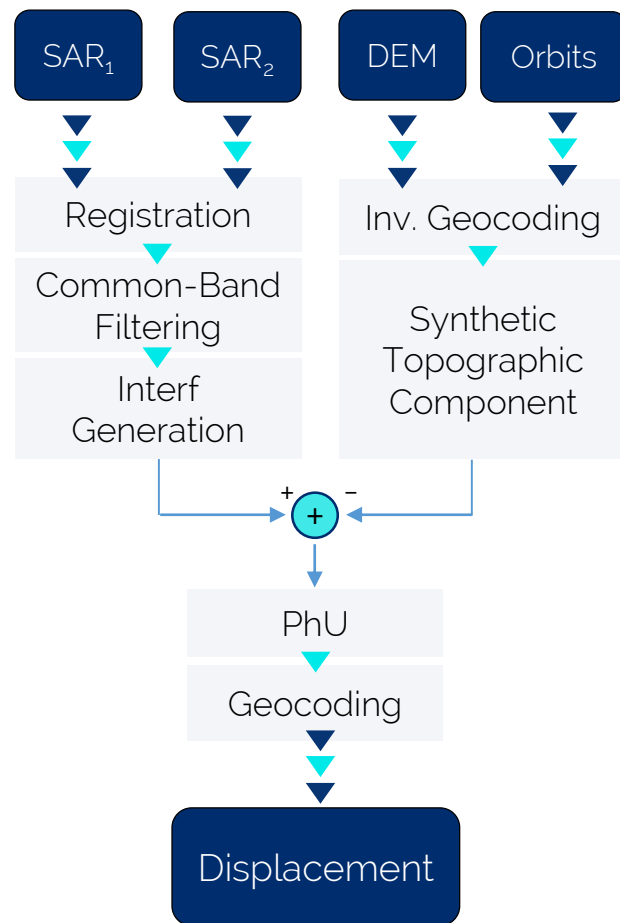 SAR₁
SAR₂
DEM
Orbits
Registration
Common-Band
Filtering
Interf
Generation
Inv. Geocoding
Synthetic
Topographic
Component
+
−
+
PhU
Geocoding
Displacement